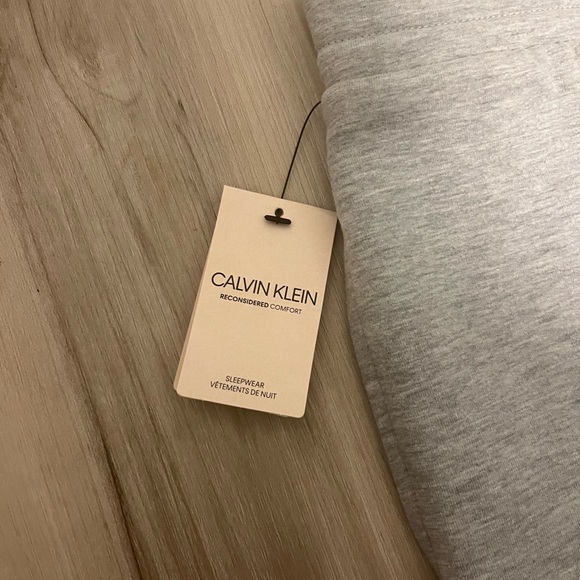 CALVIN KLEIN
RECONSIDERED COMFORT
SLEEPWEAR
VÊTEMENTS DE NUIT